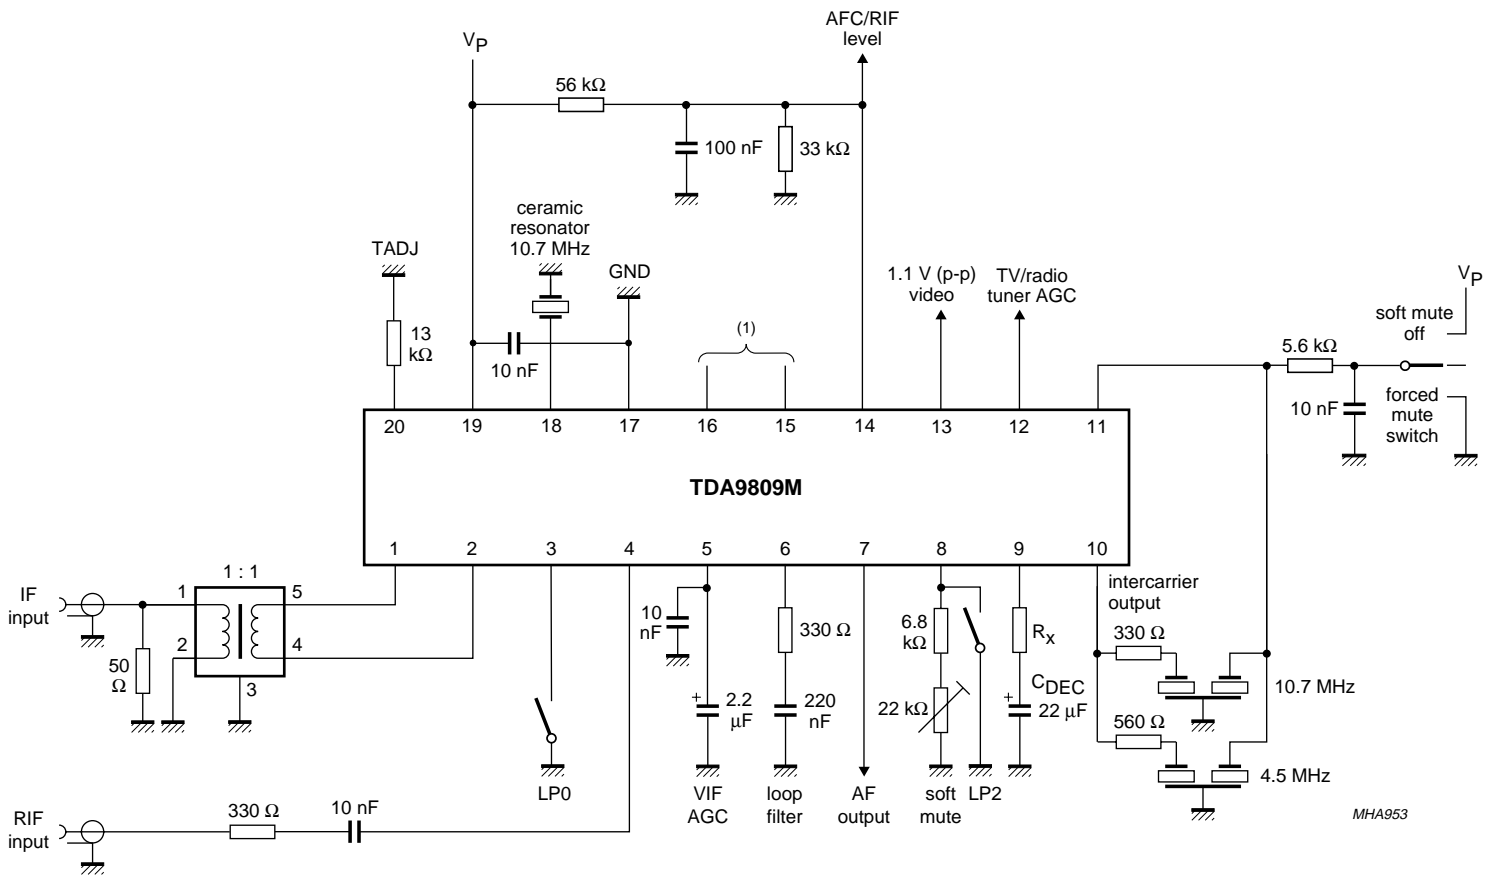 AFC/RIF
level
VP
56 kΩ
100 nF
33 kΩ
ceramic
resonator
10.7 MHz
TADJ
GND
1.1 V (p-p)
video
TV/radio
tuner AGC
VP
soft mute
off
13
kΩ
10 nF
(1)
5.6 kΩ
10 nF
forced
mute
switch
20
19
18
17
16
15
14
13
12
11
TDA9809M
1
2
3
4
5
6
7
8
9
10
1 : 1
IF
input
1
5
2
4
50
Ω
3
10
nF
330 Ω
6.8
kΩ
RX
intercarrier
output
330 Ω
10.7 MHz
+
2.2
μF
220
nF
22 kΩ
CDEC
+
22 μF
560 Ω
4.5 MHz
LP0
VIF
AGC
loop
filter
AF
output
soft
mute
LP2
RIF
input
330 Ω
10 nF
MHA953